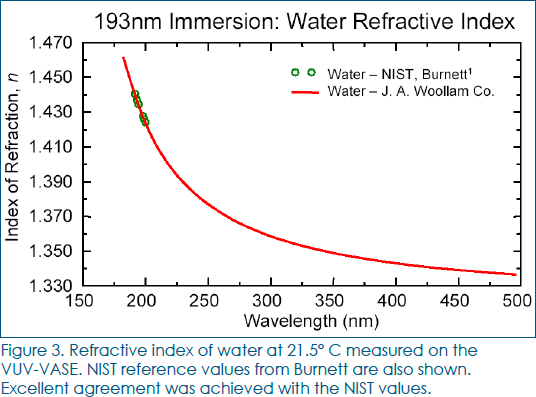 193nm Immersion: Water Refractive Index
Index of Refraction, n
1.470
1.450
1.430
1.410
1.390
1.370
1.350
1.330
Water – NIST, Burnett¹
Water – J. A. Woollam Co.
150 200 250 300 350 400 450 500
Wavelength (nm)
Figure 3. Refractive index of water at 21.5° C measured on the
VUV-VASE. NIST reference values from Burnett are also shown.
Excellent agreement was achieved with the NIST values.